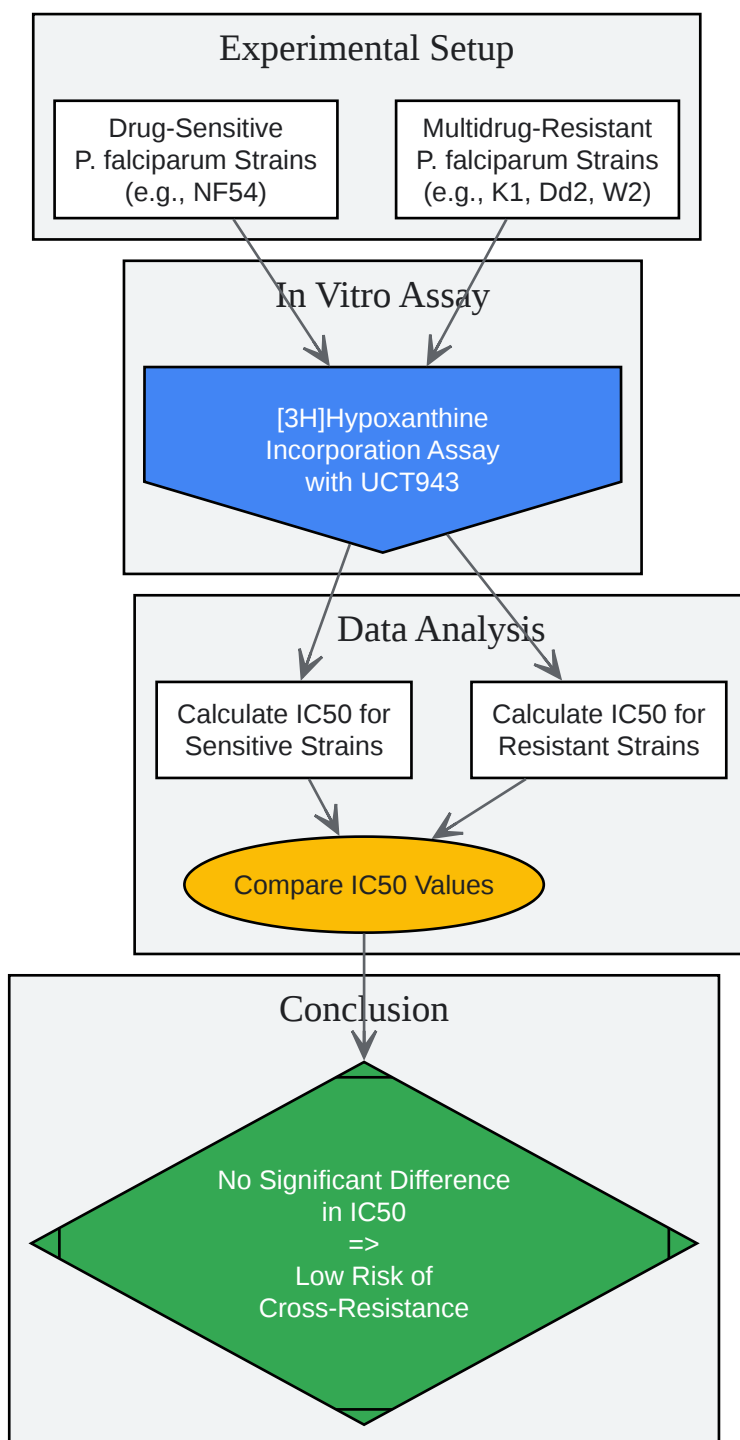 Experimental Setup
Drug-Sensitive
P. falciparum Strains
(e.g., NF54)
Multidrug-Resistant
P. falciparum Strains
(e.g., K1, Dd2, W2)
In Vitro Assay
[3H]Hypoxanthine
Incorporation Assay
with UCT943
Data Analysis
Calculate IC50 for
Sensitive Strains
Calculate IC50 for
Resistant Strains
Compare IC50 Values
Conclusion
No Significant Difference
in IC50
=>
Low Risk of
Cross-Resistance